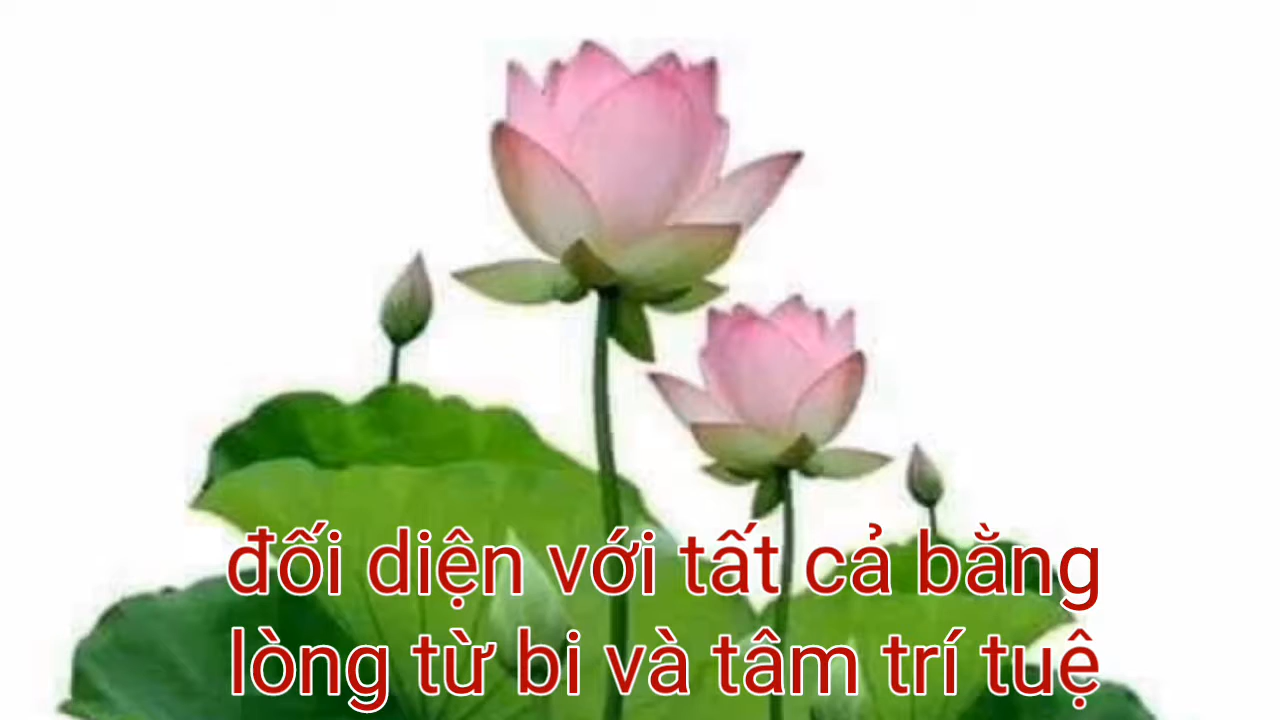 đối diện với tất cả bằng
lòng từ bi và tâm trí tuệ